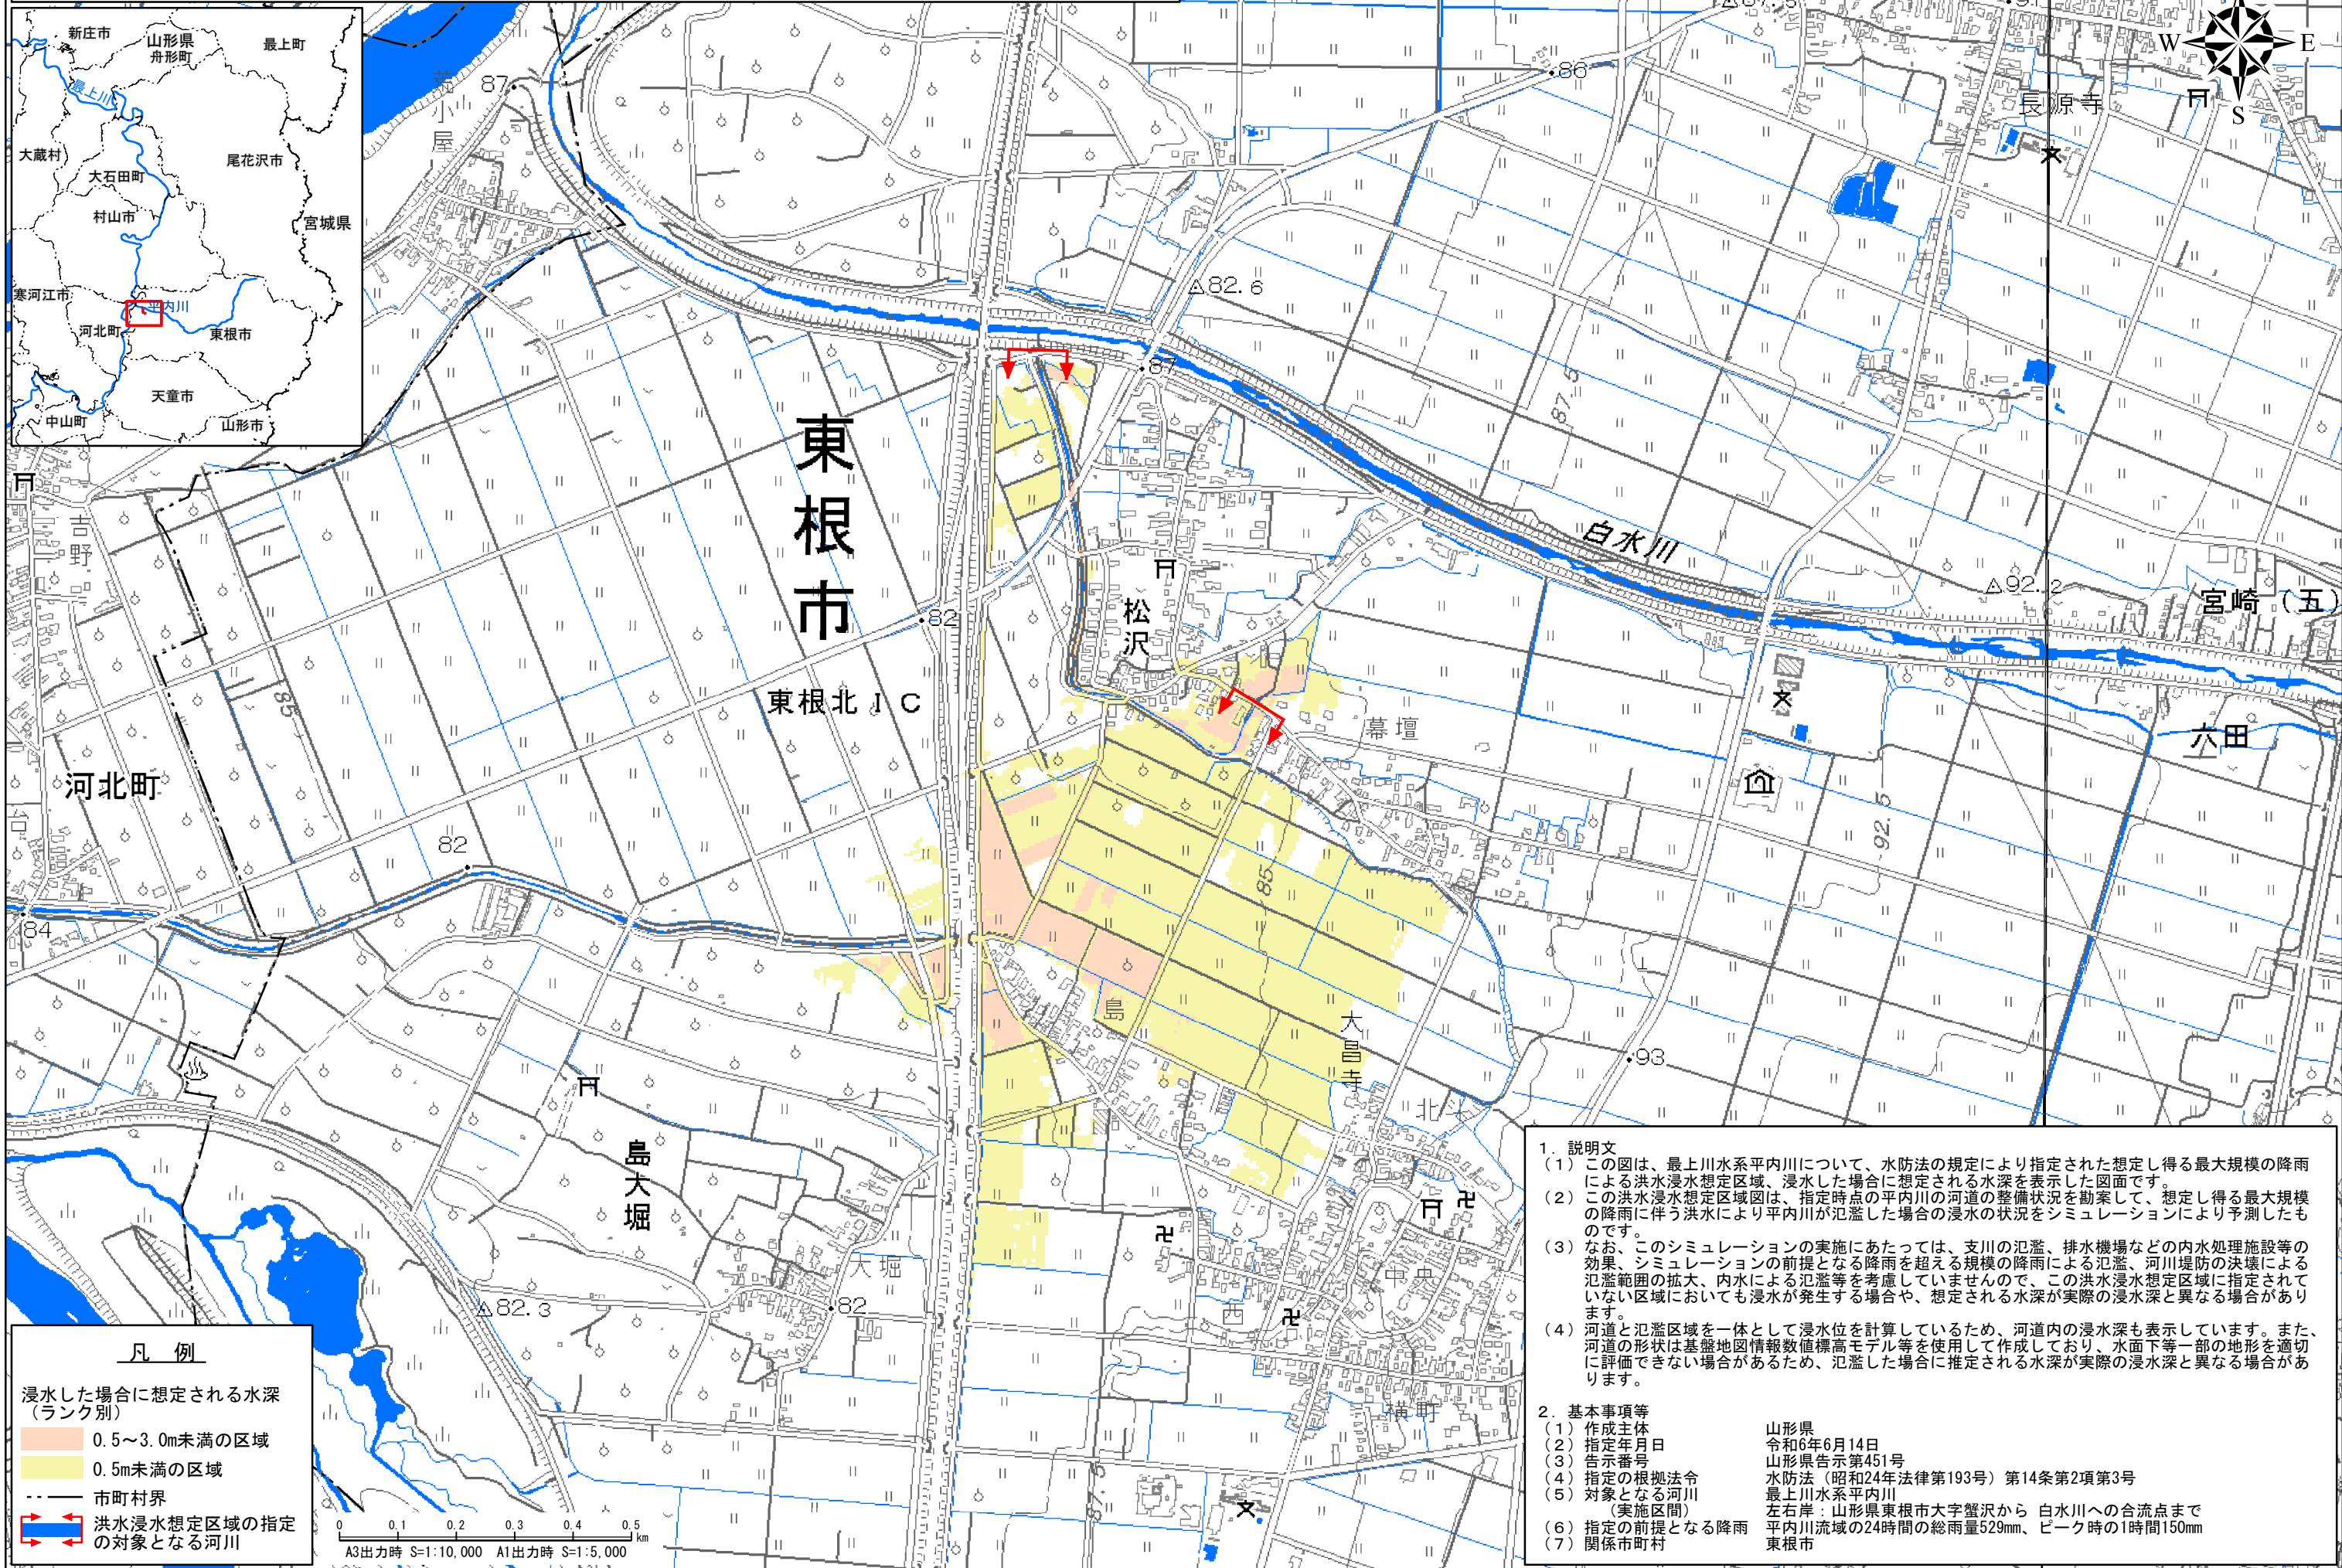 新庄市
山形県
舟形町
最上町
最上川
大蔵村
尾花沢市
大石田町
村山市
宮城県
寒河江市
平内川
河北町
東根市
天童市
中山町
山形市
小屋
87
86
87.5
長源寺
W
E
S
△82.6
87
87.5
東根市
白水川
△92.2
宮崎(五)
吉野
松沢
82
85
東根北IC
幕壇
六田
河北町
92.5
82
85
84
島
大昌寺
93
北
島大堀
大堀
中央
西
△82.3
82
横町
87.5
凡 例
浸水した場合に想定される水深
(ランク別)
0.5～3.0m未満の区域
0.5m未満の区域
市町村界
洪水浸水想定区域の指定
の対象となる河川
0 0.1 0.2 0.3 0.4 0.5
km
A3出力時 S=1:10,000 A1出力時 S=1:5,000
1. 説明文
(1) この図は、最上川水系平内川について、水防法の規定により指定された想定し得る最大規模の降雨
による洪水浸水想定区域、浸水した場合に想定される水深を表示した図面です。
(2) この洪水浸水想定区域図は、指定時点の平内川の河道の整備状況を勘案して、想定し得る最大規模
の降雨に伴う洪水により平内川が氾濫した場合の浸水の状況をシミュレーションにより予測したも
のです。
(3) なお、このシミュレーションの実施にあたっては、支川の氾濫、排水機場などの内水処理施設等の
効果、シミュレーションの前提となる降雨を超える規模の降雨による氾濫、河川堤防の決壊による
氾濫範囲の拡大、内水による氾濫等を考慮していませんので、この洪水浸水想定区域に指定されて
いない区域においても浸水が発生する場合や、想定される水深が実際の浸水深と異なる場合があり
ます。
(4) 河道と氾濫区域を一体として浸水位を計算しているため、河道内の浸水深も表示しています。また、
河道の形状は基盤地図情報数値標高モデル等を使用して作成しており、水面下等一部の地形を適切
に評価できない場合があるため、氾濫した場合に推定される水深が実際の浸水深と異なる場合があ
ります。
2. 基本事項等
(1) 作成主体 山形県
(2) 指定年月日 令和6年6月14日
(3) 告示番号 山形県告示第451号
(4) 指定の根拠法令 水防法(昭和24年法律第193号)第14条第2項第3号
(5) 対象となる河川 最上川水系平内川
(実施区間) 左右岸:山形県東根市大字蟹沢から 白水川への合流点まで
(6) 指定の前提となる降雨 平内川流域の24時間の総雨量529mm、ピーク時の1時間150mm
(7) 関係市町村 東根市